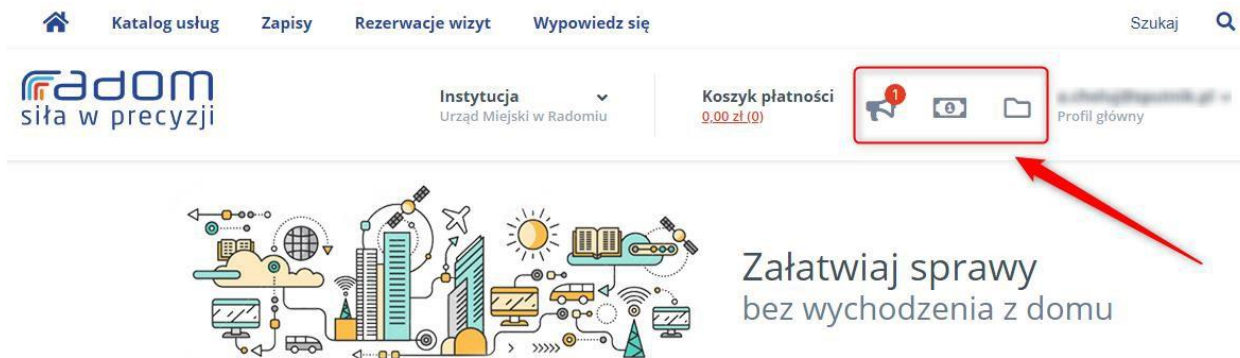 Katalog usług Zapisy Rezerwacje wizyt Wypowiedz się Szukaj
radom
siła w precyzji
Instytucja
Urząd Miejski w Radomiu
Koszyk płatności
0,00 zł (0)
1
Profil główny
Załatwiaj sprawy
bez wychodzenia z domu